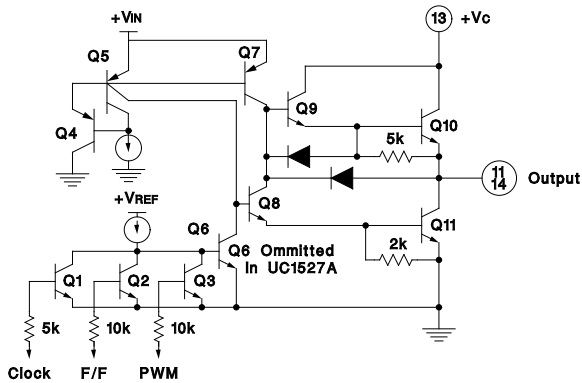 +VIN
13
+VC
Q5
Q7
Q9
Q4
Q10
5k
11
14
Output
+VREF
Q8
Q6
Q11
Q6 Ommitted
In UC1527A
2k
Q1
Q2
Q3
5k
10k
10k
Clock
F/F
PWM